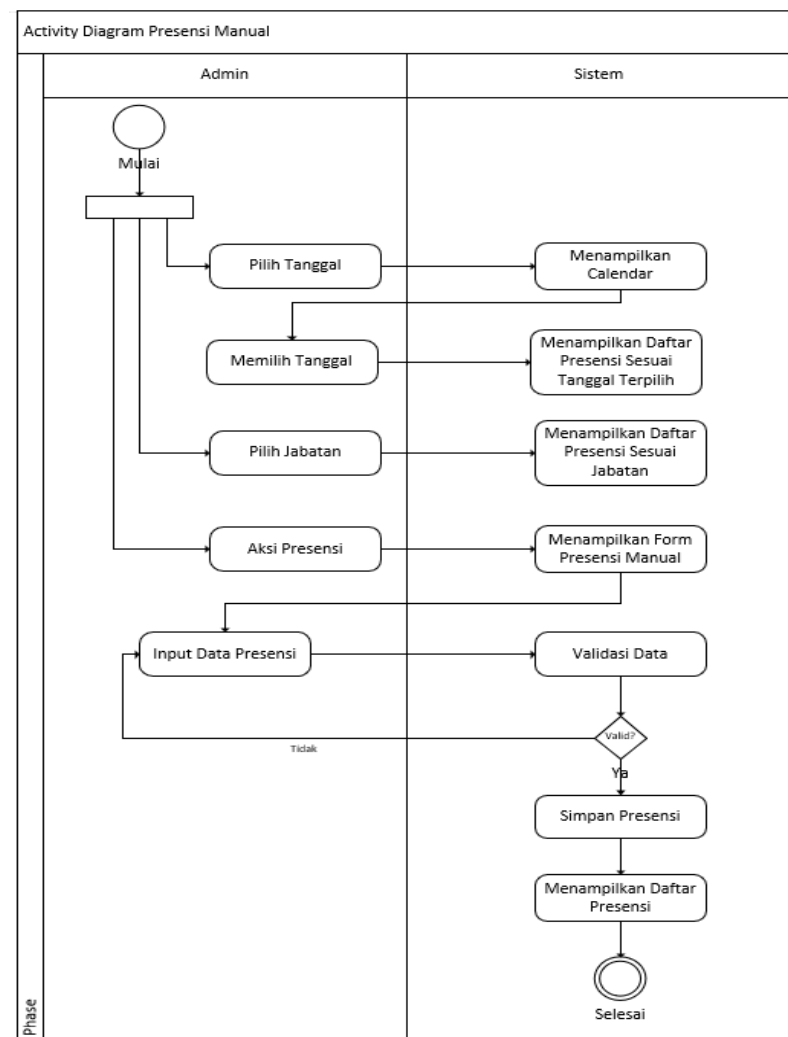 Activity Diagram Presensi Manual
Admin
Sistem
Mulai
Pilih Tanggal
Menampilkan
Calendar
Memilih Tanggal
Menampilkan Daftar
Presensi Sesuai
Tanggal Terpilih
Pilih Jabatan
Menampilkan Daftar
Presensi Sesuai
Jabatan
Aksi Presensi
Menampilkan Form
Presensi Manual
Input Data Presensi
Validasi Data
Valid?
Tidak
Ya
Simpan Presensi
Menampilkan Daftar
Presensi
Selesai
Phase